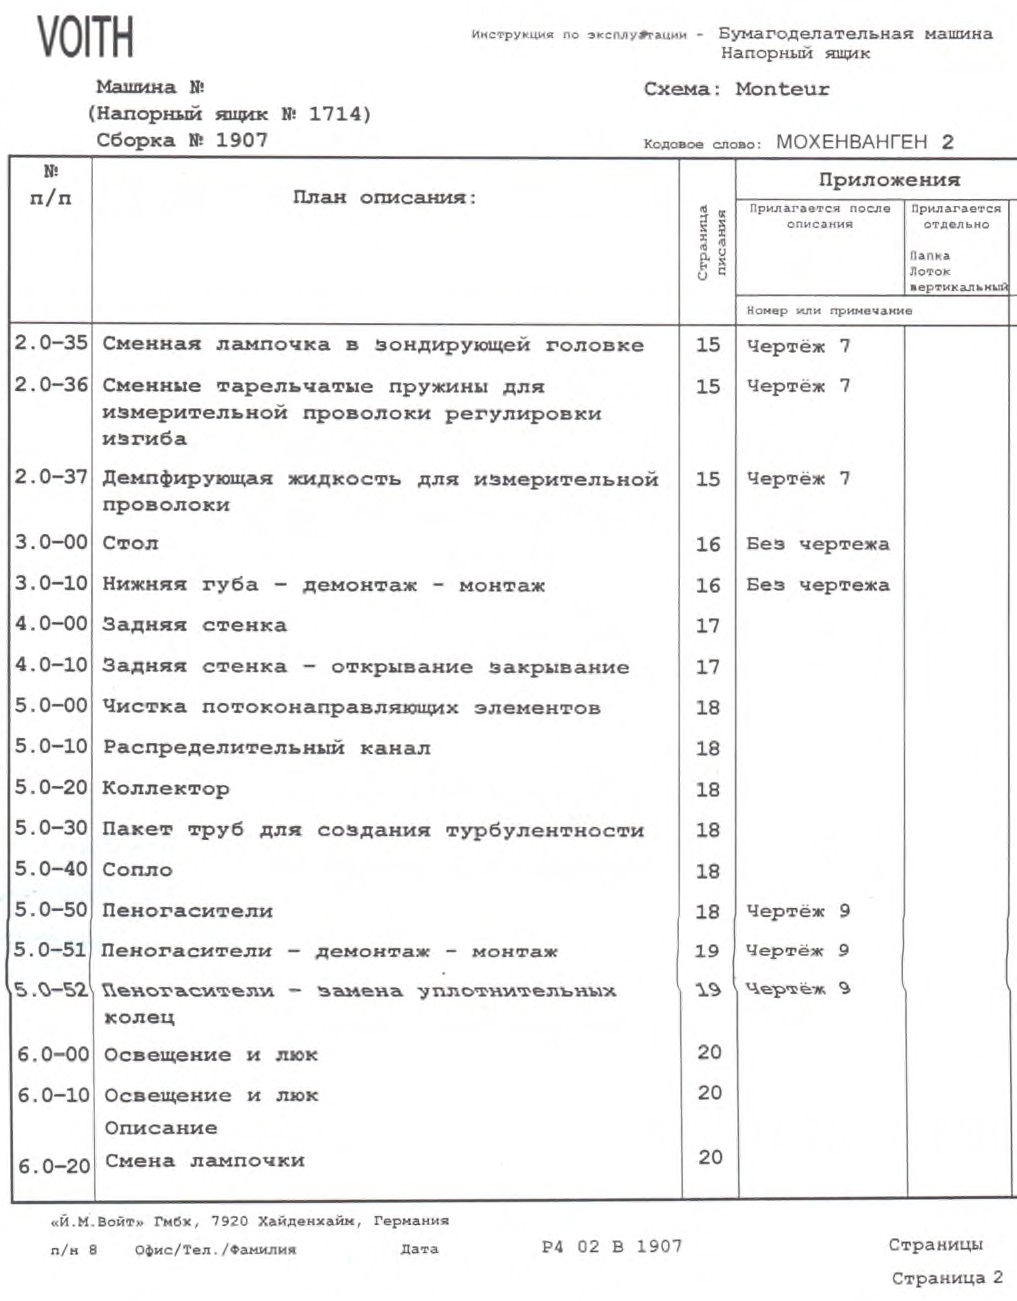 VOITH
Инструкция по эксплуатации - Бумагоделательная машина
Напорный ящик
Машина №
(Напорный ящик № 1714)
Сборка № 1907
Схема: Monteur
Кодовое слово: МОХЕНВАНГЕН 2
№
п/п
План описания:
Страница
писания
Приложения
Прилагается после
описания
Прилагается
отдельно
Папка
Лоток
вертикальный
Номер или примечание
2.0-35 Сменная лампочка в зондирующей головке 15 Чертёж 7
2.0-36 Сменные тарельчатые пружины для 15 Чертёж 7
измерительной проволоки регулировки
изгиба
2.0-37 Демпфирующая жидкость для измерительной 15 Чертёж 7
проволоки
3.0-00 Стол 16 Без чертежа
3.0-10 Нижняя губа - демонтаж - монтаж 16 Без чертежа
4.0-00 Задняя стенка 17
4.0-10 Задняя стенка - открывание закрывание 17
5.0-00 Чистка потоконаправляющих элементов 18
5.0-10 Распределительный канал 18
5.0-20 Коллектор 18
5.0-30 Пакет труб для создания турбулентности 18
5.0-40 Сопло 18
5.0-50 Пеногасители 18 Чертёж 9
5.0-51 Пеногасители - демонтаж - монтаж 19 Чертёж 9
5.0-52 Пеногасители - замена уплотнительных 19 Чертёж 9
колец
6.0-00 Освещение и люк 20
6.0-10 Освещение и люк 20
Описание
6.0-20 Смена лампочки 20
«Й.М.Войт» Гмбх, 7920 Хайденхайм, Германия
п/н 8 Офис/Тел./Фамилия Дата P4 02 B 1907 Страницы
Страница 2